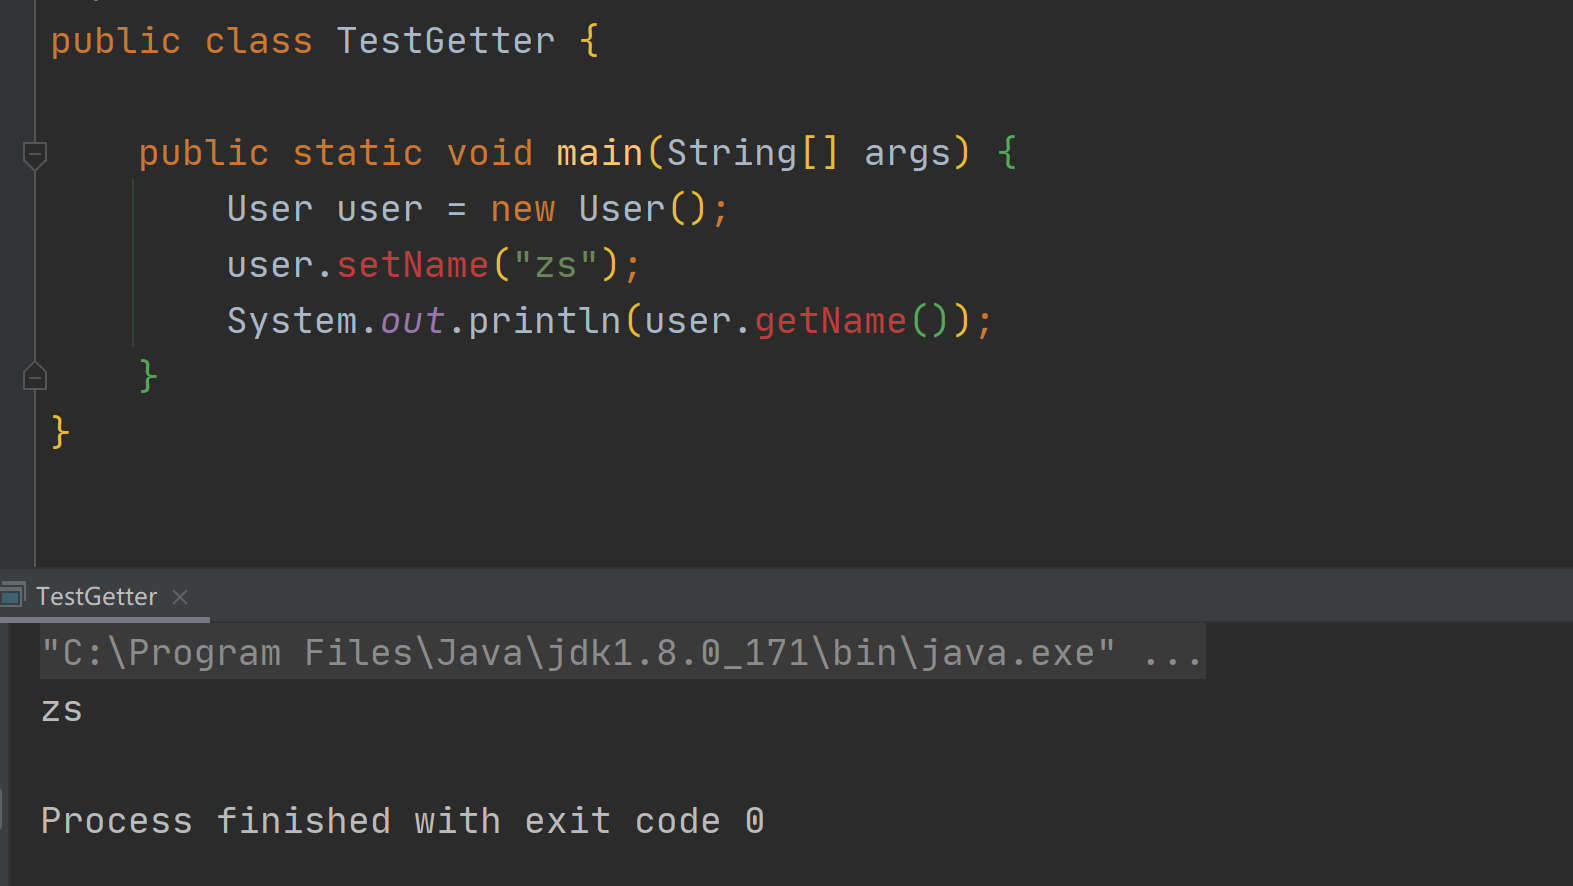 public class TestGetter {
public static void main(String[] args) {
User user = new User();
user.setName("zs");
System.out.println(user.getName());
}
}
TestGetter
"C:\Program Files\Java\jdk1.8.0_171\bin\java.exe" ...
zs
Process finished with exit code 0